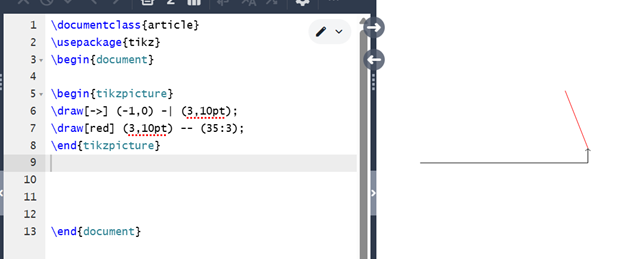 1 \documentclass{article}
2 \usepackage{tikz}
3 \begin{document}
4
5 \begin{tikzpicture}
6 \draw[->] (-1,0) -| (3,10pt);
7 \draw[red] (3,10pt) -- (35:3);
8 \end{tikzpicture}
9
10
11
12
13 \end{document}